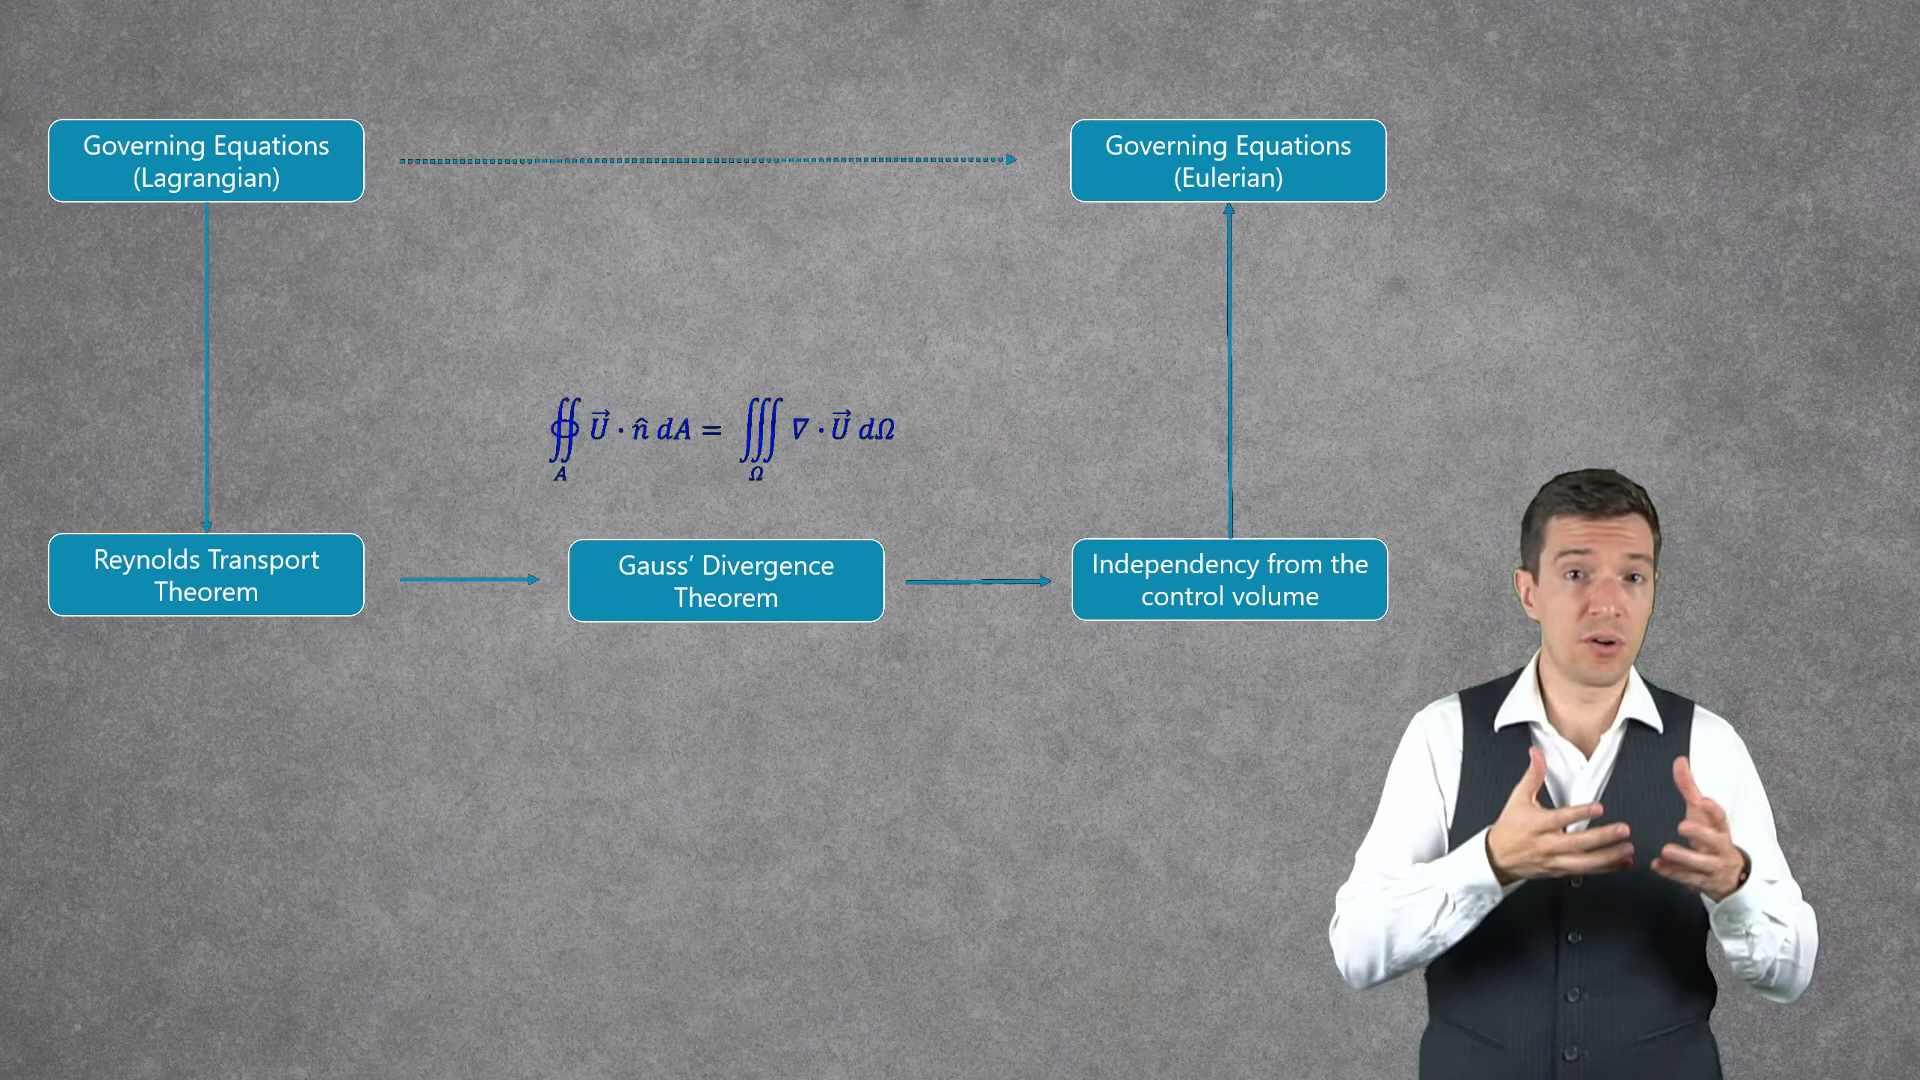 Governing Equations
(Lagrangian)
Governing Equations
(Eulerian)
∯_A U⃗ · n̂ dA = ∭_Ω ∇ · U⃗ dΩ
Reynolds Transport
Theorem
Gauss’ Divergence
Theorem
Independency from the
control volume